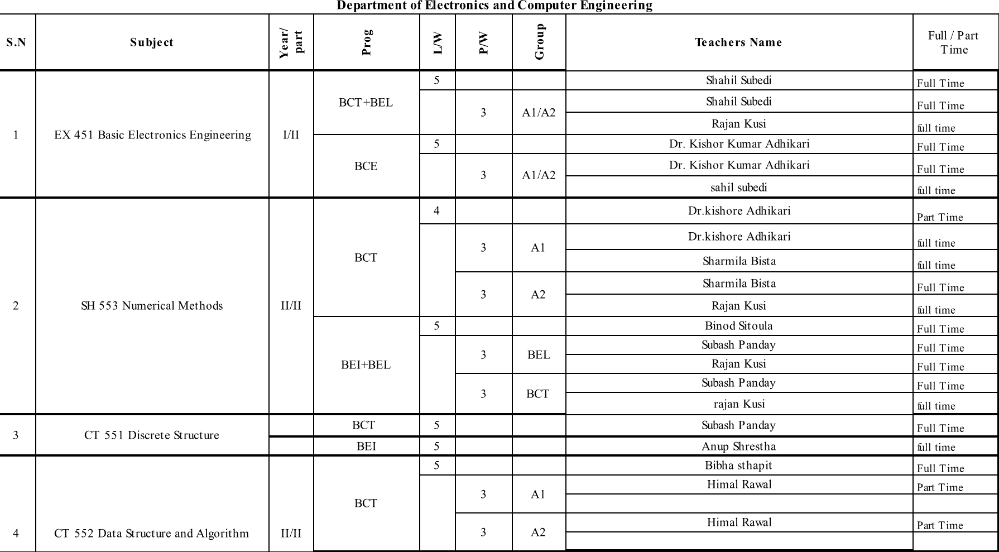 Department of Electronics and Computer Engineering
S.N Subject Year/ part Prog L/W P/W Group Teachers Name Full / Part Time
1 EX 451 Basic Electronics Engineering I/II BCT+BEL 5 Shahil Subedi Full Time
3 A1/A2 Shahil Subedi Full Time
Rajan Kusi full time
BCE 5 Dr. Kishor Kumar Adhikari Full Time
3 A1/A2 Dr. Kishor Kumar Adhikari Full Time
sahil subedi full time
2 SH 553 Numerical Methods II/II BCT 4 Dr.kishore Adhikari Part Time
3 A1 Dr.kishore Adhikari full time
Sharmila Bista full time
3 A2 Sharmila Bista Full Time
Rajan Kusi full time
BEI+BEL 5 Binod Sitoula Full Time
3 BEL Subash Panday Full Time
Rajan Kusi Full Time
3 BCT Subash Panday Full Time
rajan Kusi full time
3 CT 551 Discrete Structure BCT 5 Subash Panday Full Time
BEI 5 Anup Shrestha full time
4 CT 552 Data Structure and Algorithm II/II BCT 5 Bibha sthapit Full Time
3 A1 Himal Rawal Part Time
3 A2 Himal Rawal Part Time